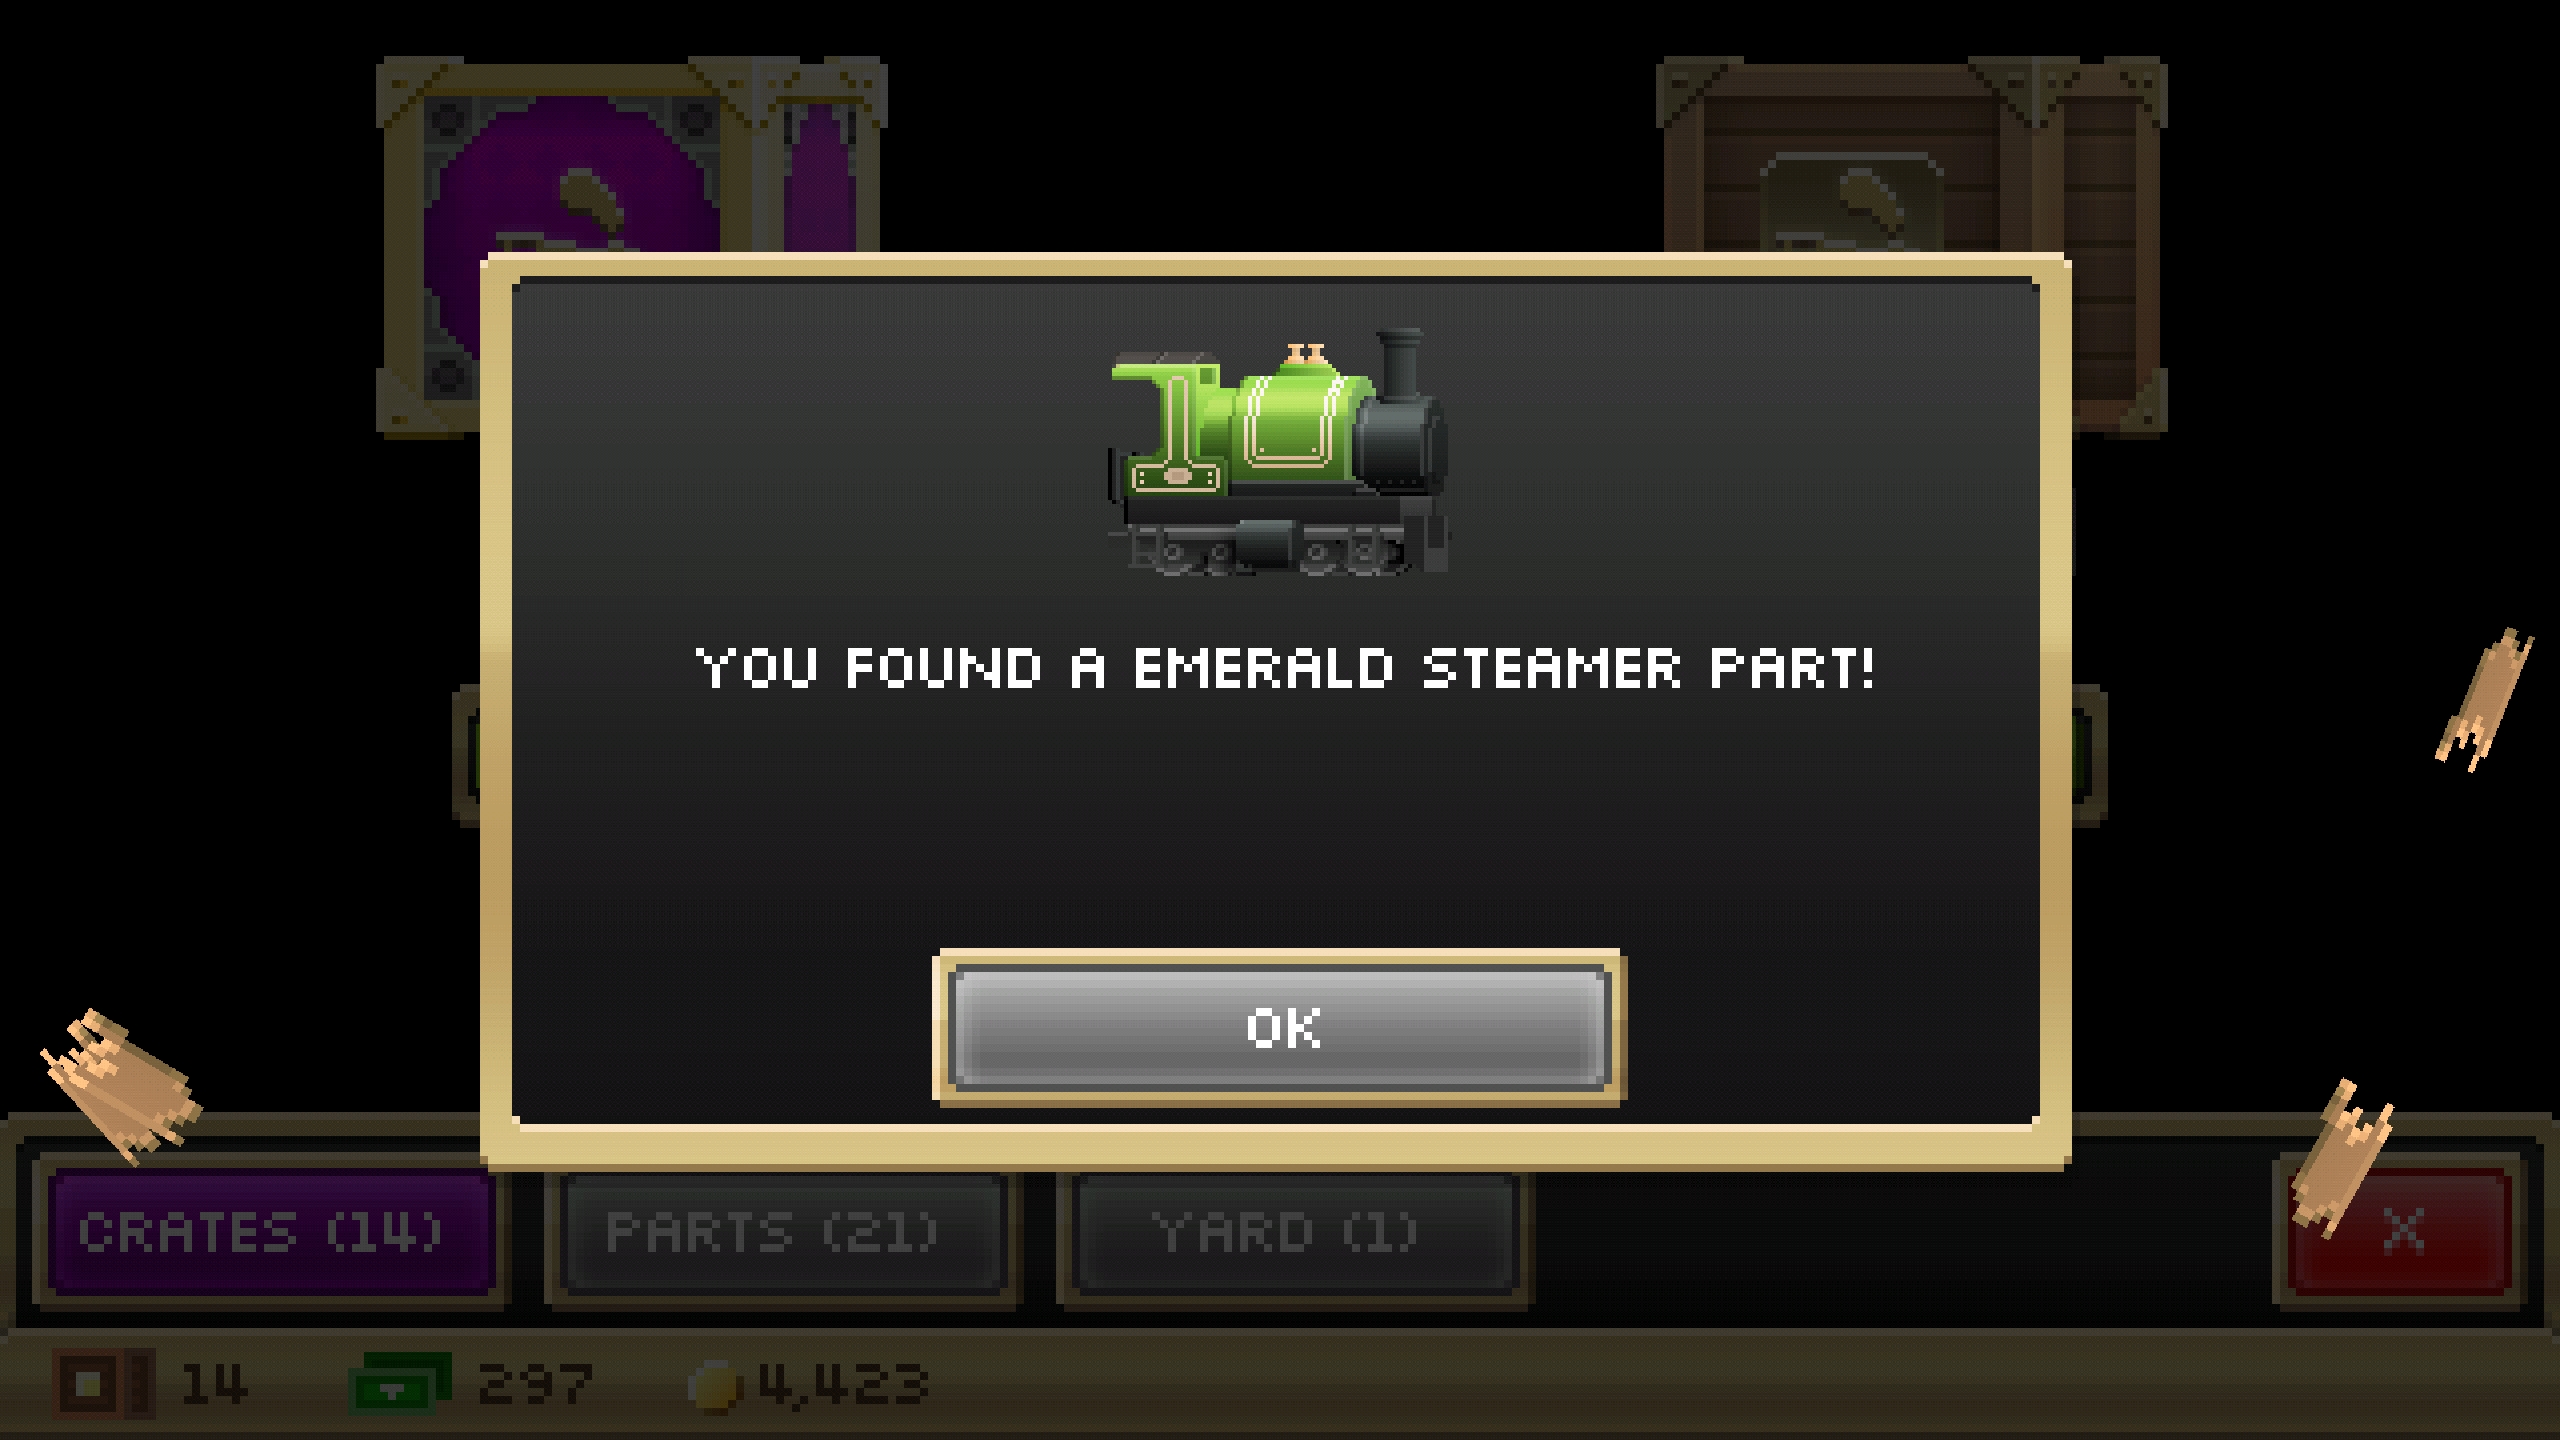 YOU FOUND A EMERALD STEAMER PART!
OK
CRATES (14)
PARTS (21)
YARD (1)
X
14
297
4,423